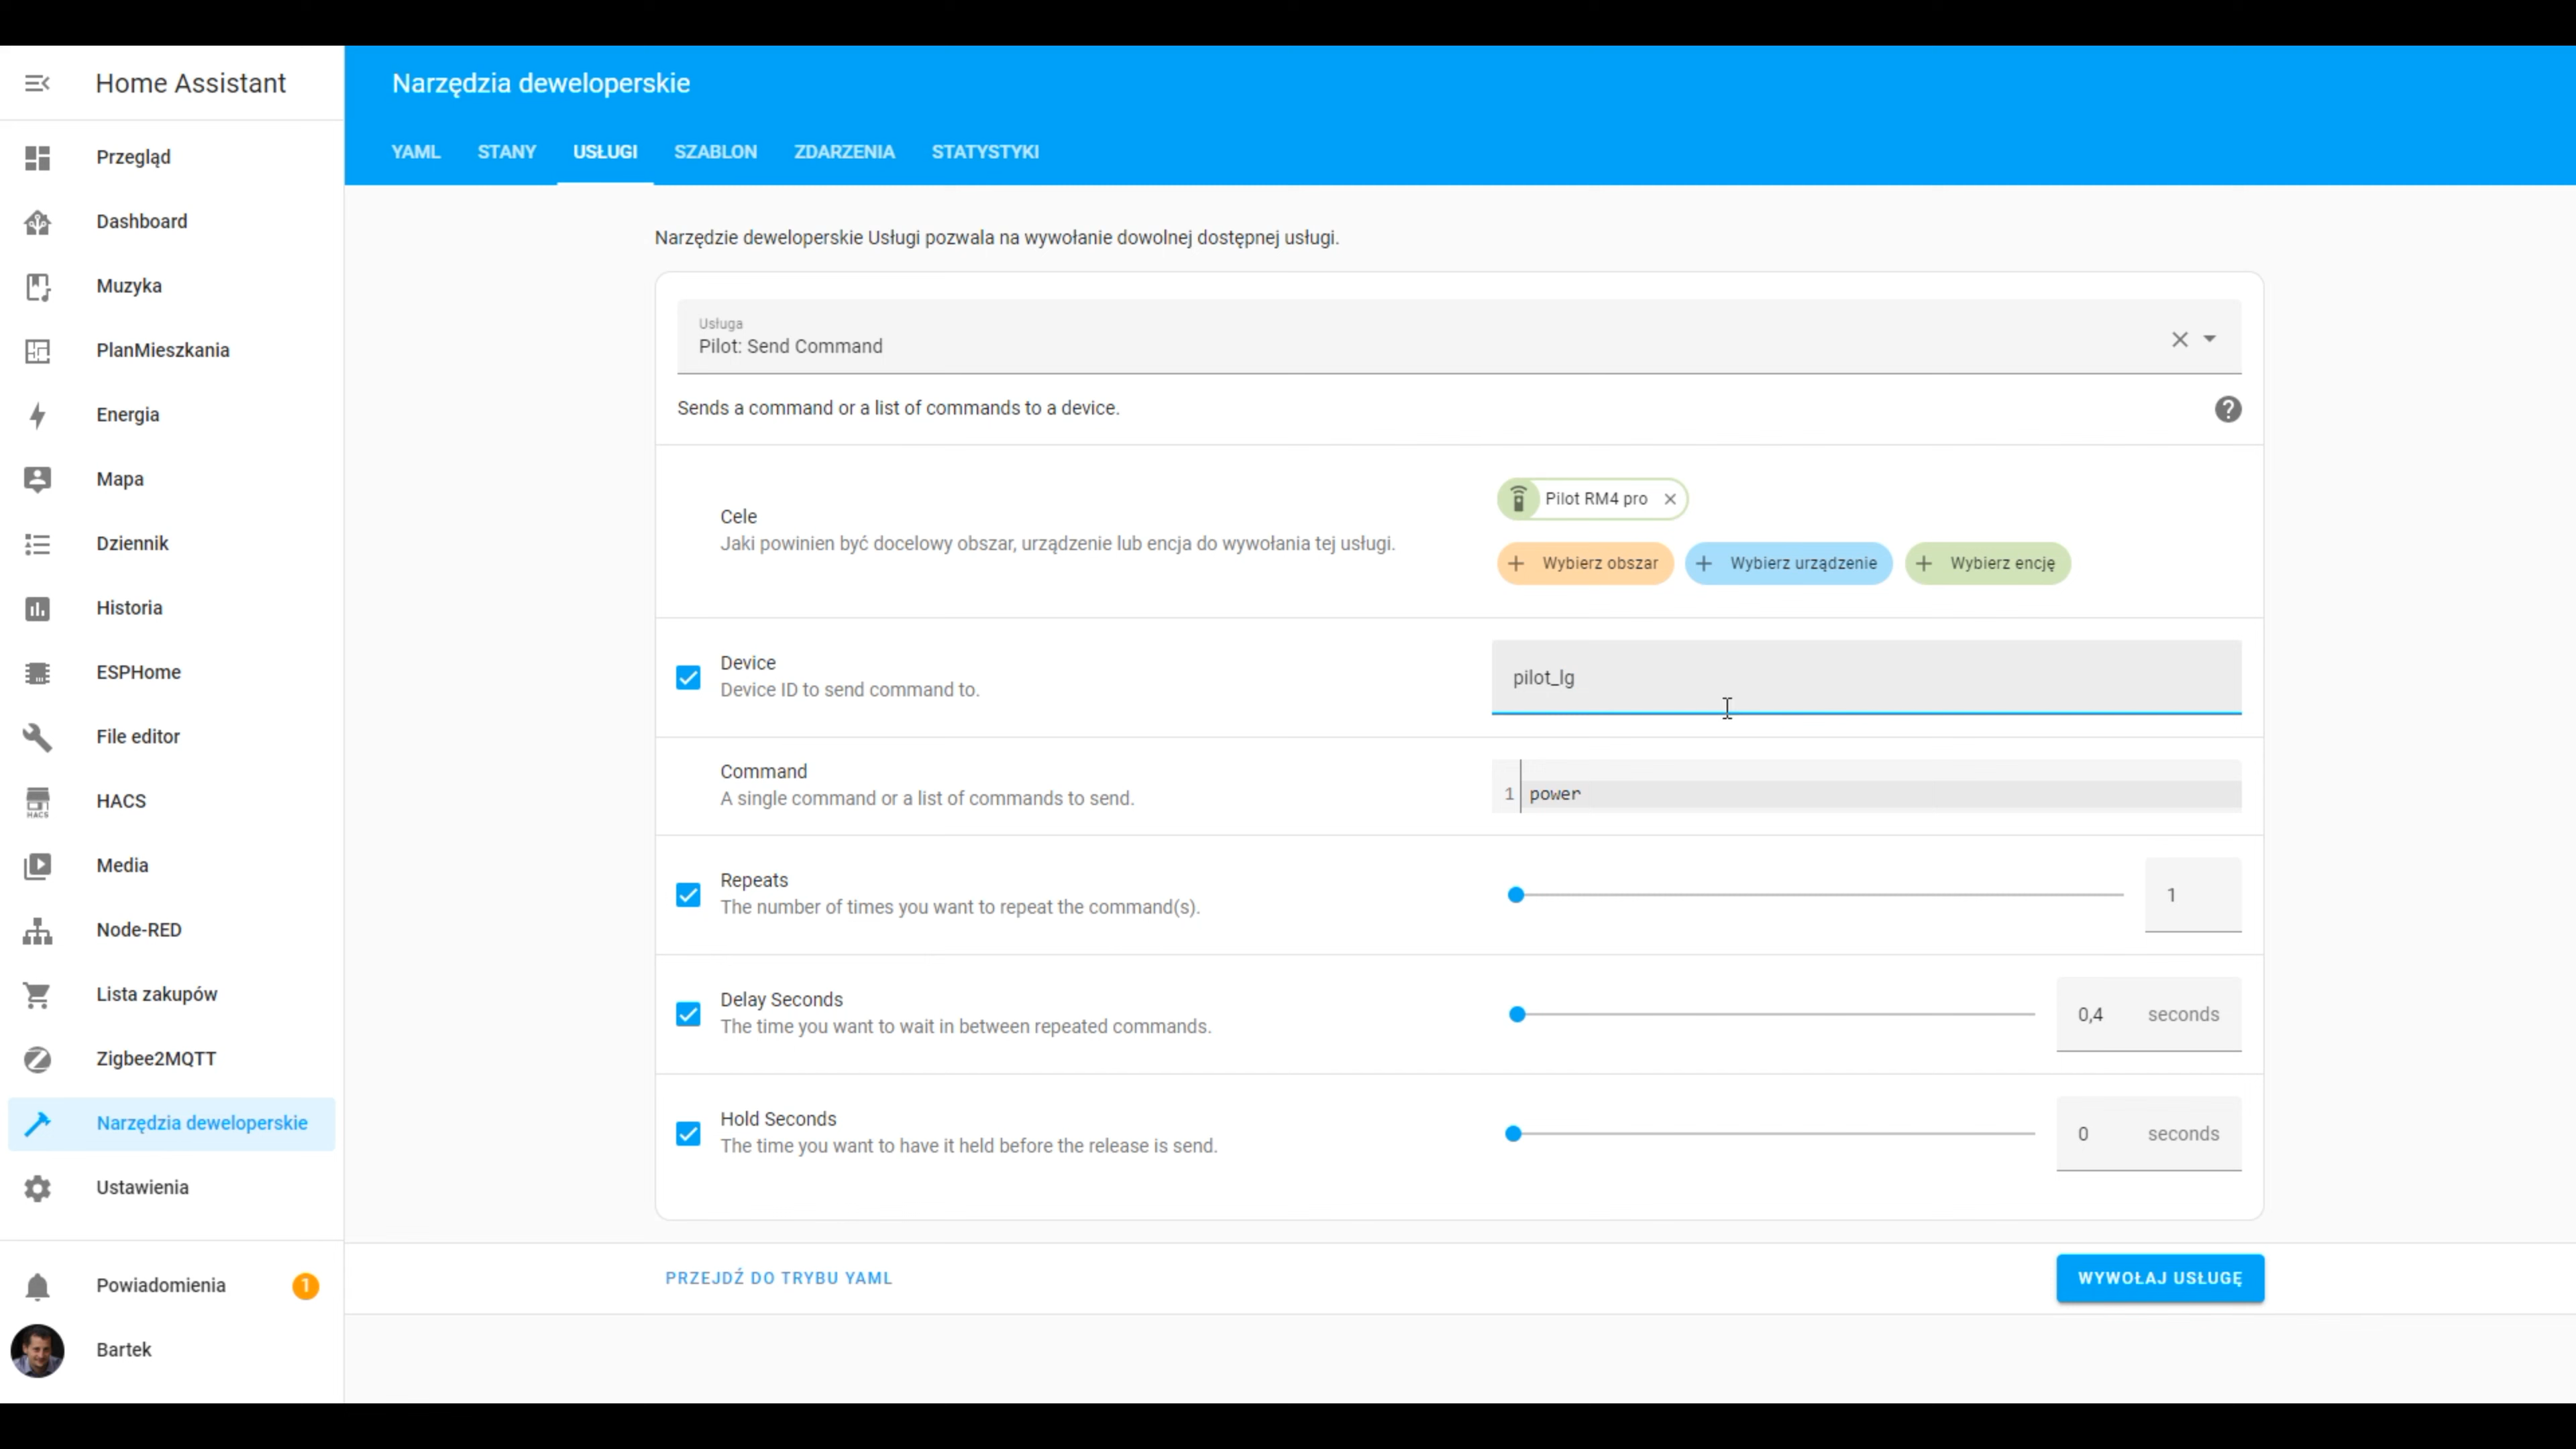 Home Assistant
Przegląd
Dashboard
Muzyka
PlanMieszkania
Energia
Mapa
Dziennik
Historia
ESPHome
File editor
HACS
HACS
Media
Node-RED
Lista zakupów
Zigbee2MQTT
Narzędzia deweloperskie
Ustawienia
Powiadomienia 1
Bartek
Narzędzia deweloperskie
YAML STANY USŁUGI SZABLON ZDARZENIA STATYSTYKI
Narzędzie deweloperskie Usługi pozwala na wywołanie dowolnej dostępnej usługi.
Usługa
Pilot: Send Command
Sends a command or a list of commands to a device.
Cele
Jaki powinien być docelowy obszar, urządzenie lub encja do wywołania tej usługi.
Pilot RM4 pro
Wybierz obszar Wybierz urządzenie Wybierz encję
Device
Device ID to send command to.
pilot_lg
Command
A single command or a list of commands to send.
1 power
Repeats
The number of times you want to repeat the command(s).
1
Delay Seconds
The time you want to wait in between repeated commands.
0,4 seconds
Hold Seconds
The time you want to have it held before the release is send.
0 seconds
PRZEJDŹ DO TRYBU YAML
WYWOŁAJ USŁUGĘ